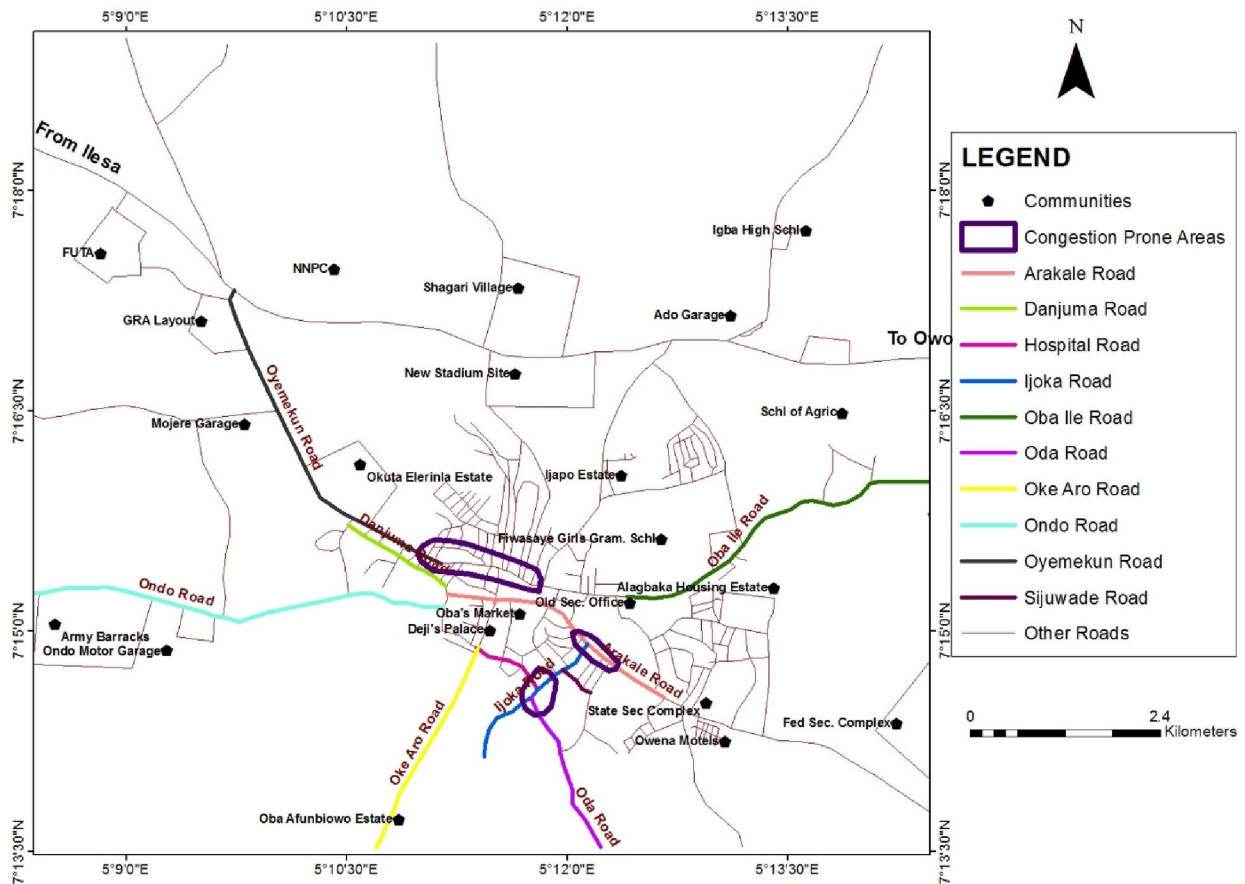 5°9'0"E
5°10'30"E
5°12'0"E
5°13'30"E
N
From Ilesa
7°18'0"N
7°18'0"N
LEGEND
Communities
Congestion Prone Areas
Arakale Road
Danjuma Road
Hospital Road
Ijoka Road
Oba Ile Road
Oda Road
Oke Aro Road
Ondo Road
Oyemekun Road
Sijuwade Road
Other Roads
Igba High Schl
FUTA
NNPC
Shagari Village
Ado Garage
GRA Layout
To Owo
New Stadium Site
Oyemekun Road
7°16'30"N
7°16'30"N
Schl of Agric
Mojere Garage
Okuta Elerinla Estate
Ijapo Estate
Danjuma Road
Fiwasaye Girls Gram. Schl
Oba Ile Road
Ondo Road
Alagbaka Housing Estate
Old Sec. Office
Oba's Market
Deji's Palace
7°15'0"N
7°15'0"N
Army Barracks
Ondo Motor Garage
Arakale Road
Ijoka Road
State Sec Complex
Fed Sec. Complex
Owena Motels
0
2.4
Kilometers
Oke Aro Road
Oda Road
Oba Afunbiowo Estate
7°13'30"N
7°13'30"N
5°9'0"E
5°10'30"E
5°12'0"E
5°13'30"E